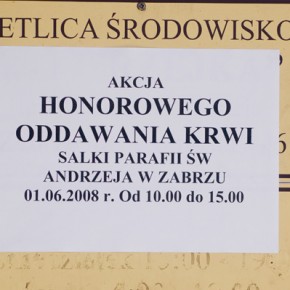 ETLICA ŚRODOWISKO
AKCJA
HONOROWEGO
ODDAWANIA KRWI
SALKI PARAFII ŚW
ANDRZEJA W ZABRZU
01.06.2008 r. Od 10.00 do 15.00
6